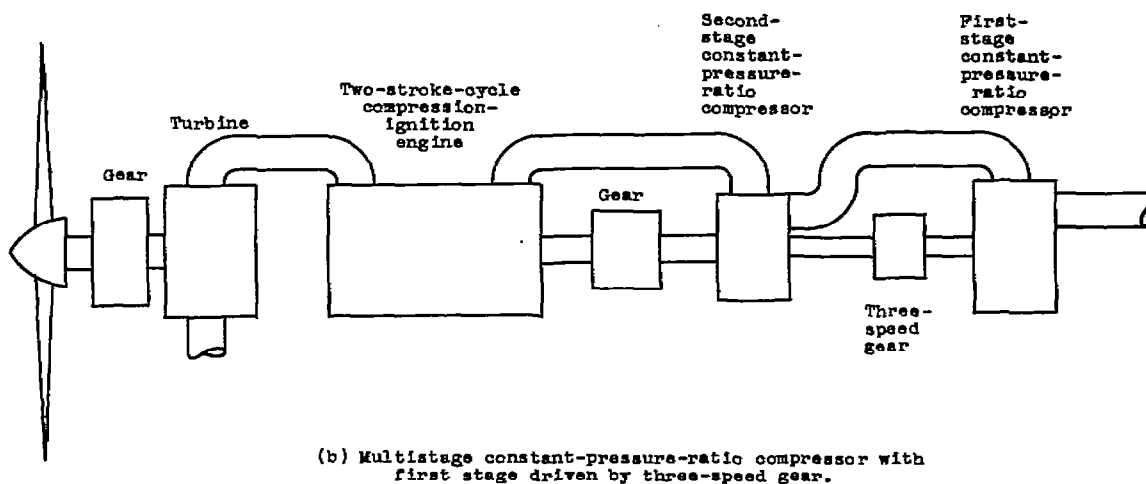 Second-
stage
constant-
pressure-
ratio
compressor
First-
stage
constant-
pressure-
ratio
compressor
Two-stroke-cycle
compression-
ignition
engine
Turbine
Gear
Gear
Three-
speed
gear
(b) Multistage constant-pressure-ratio compressor with
first stage driven by three-speed gear.